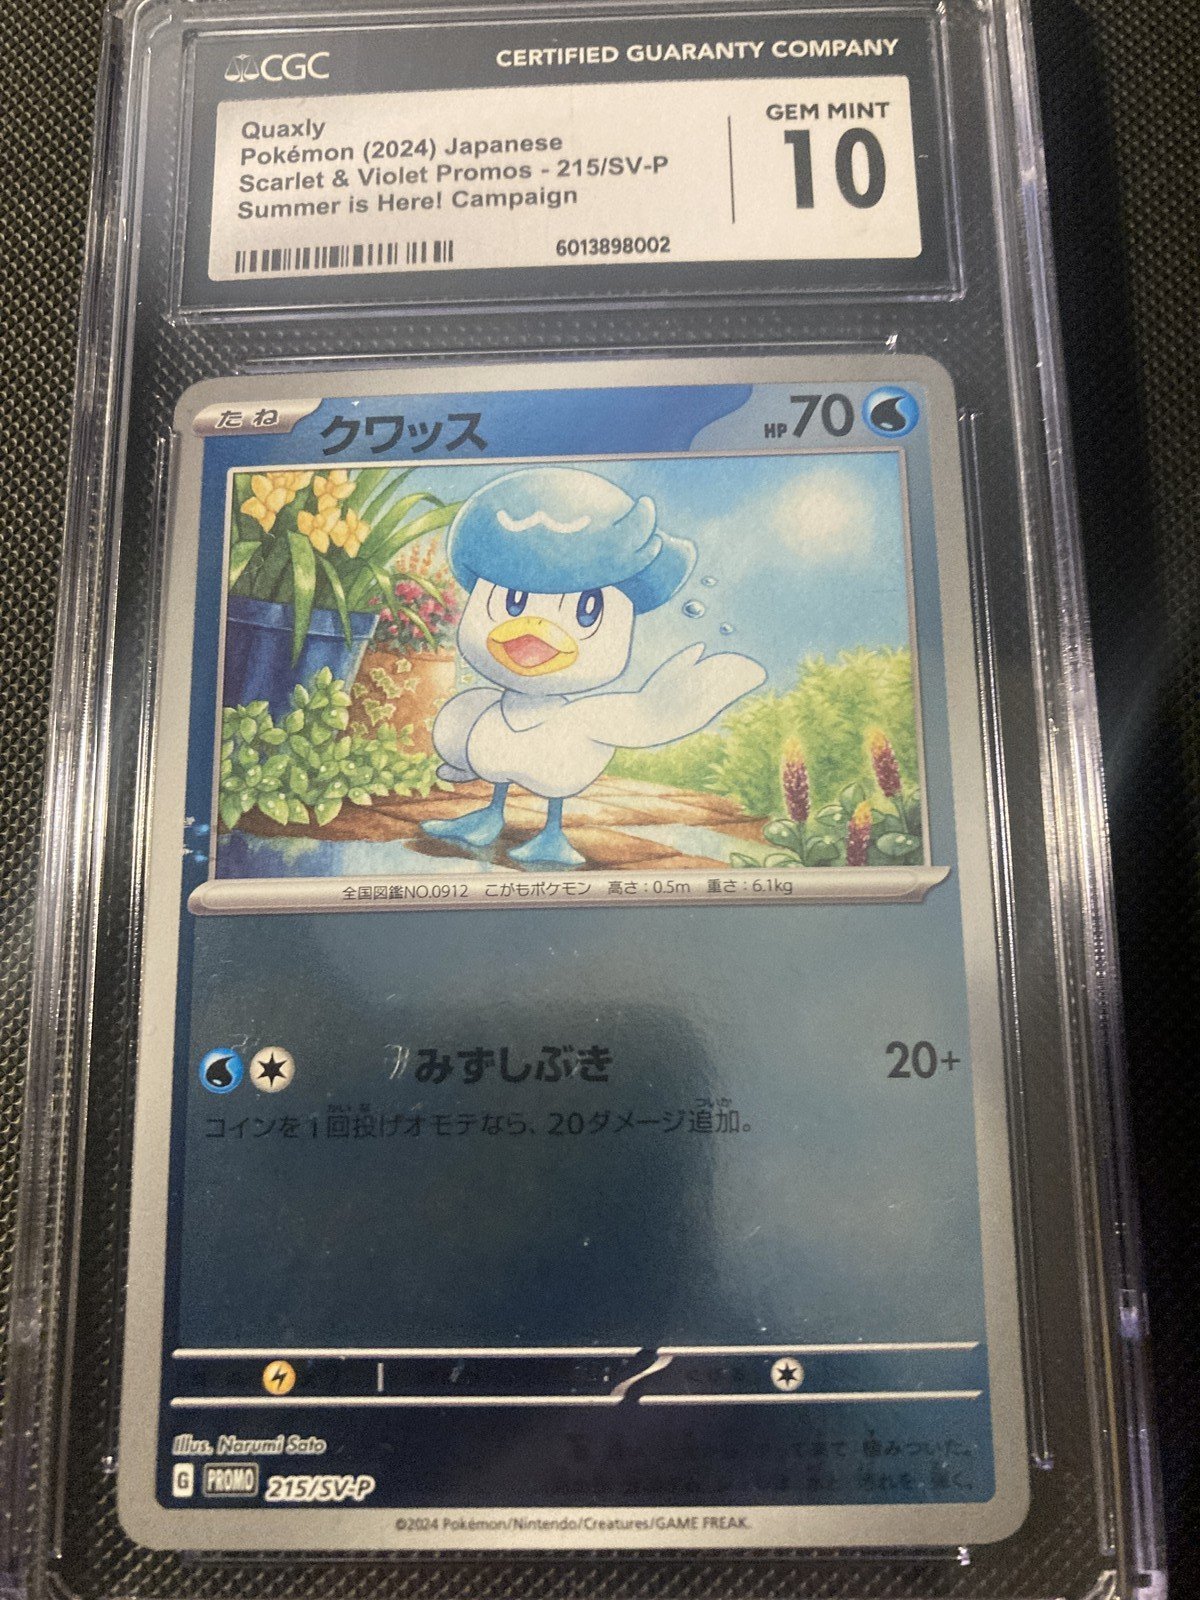 CGC
CERTIFIED GUARANTY COMPANY
Quaxly
Pokémon (2024) Japanese
Scarlet & Violet Promos - 215/SV-P
Summer is Here! Campaign
6013898002
GEM MINT
10
たね
クワッス
HP70
全国図鑑NO.0912 こがもポケモン 高さ:0.5m 重さ:6.1kg
みずしぶき
20+
コインを1回投げオモテなら、20ダメージ追加。
Illus. Narumi Sato
G PROMO 215/SV-P
©2024 Pokémon/Nintendo/Creatures/GAME FREAK.